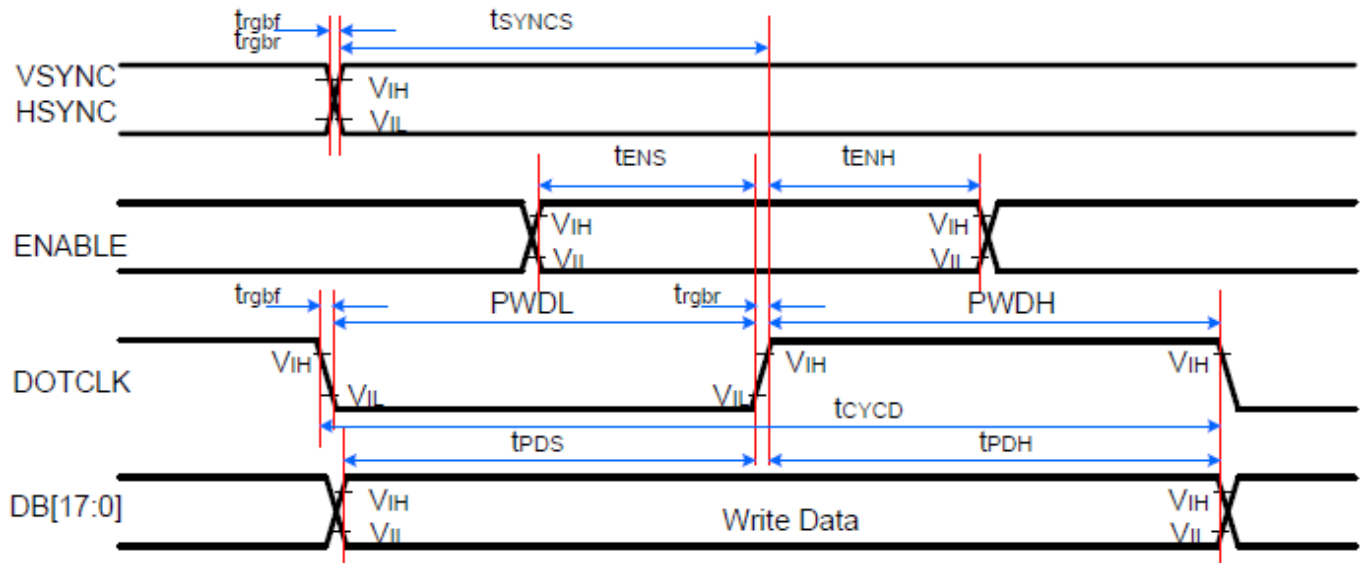 trgbf tSYNCS
trgbr
VSYNC VIH
HSYNC VIL
tENS tENH
VIH VIH
ENABLE
VIL VIL
trgbf PWDL trgbr PWDH
VIH VIH VIH
DOTCLK
VIL VIL
tCYCD
tPDS tPDH
VIH VIH
DB[17:0] Write Data
VIL VIL